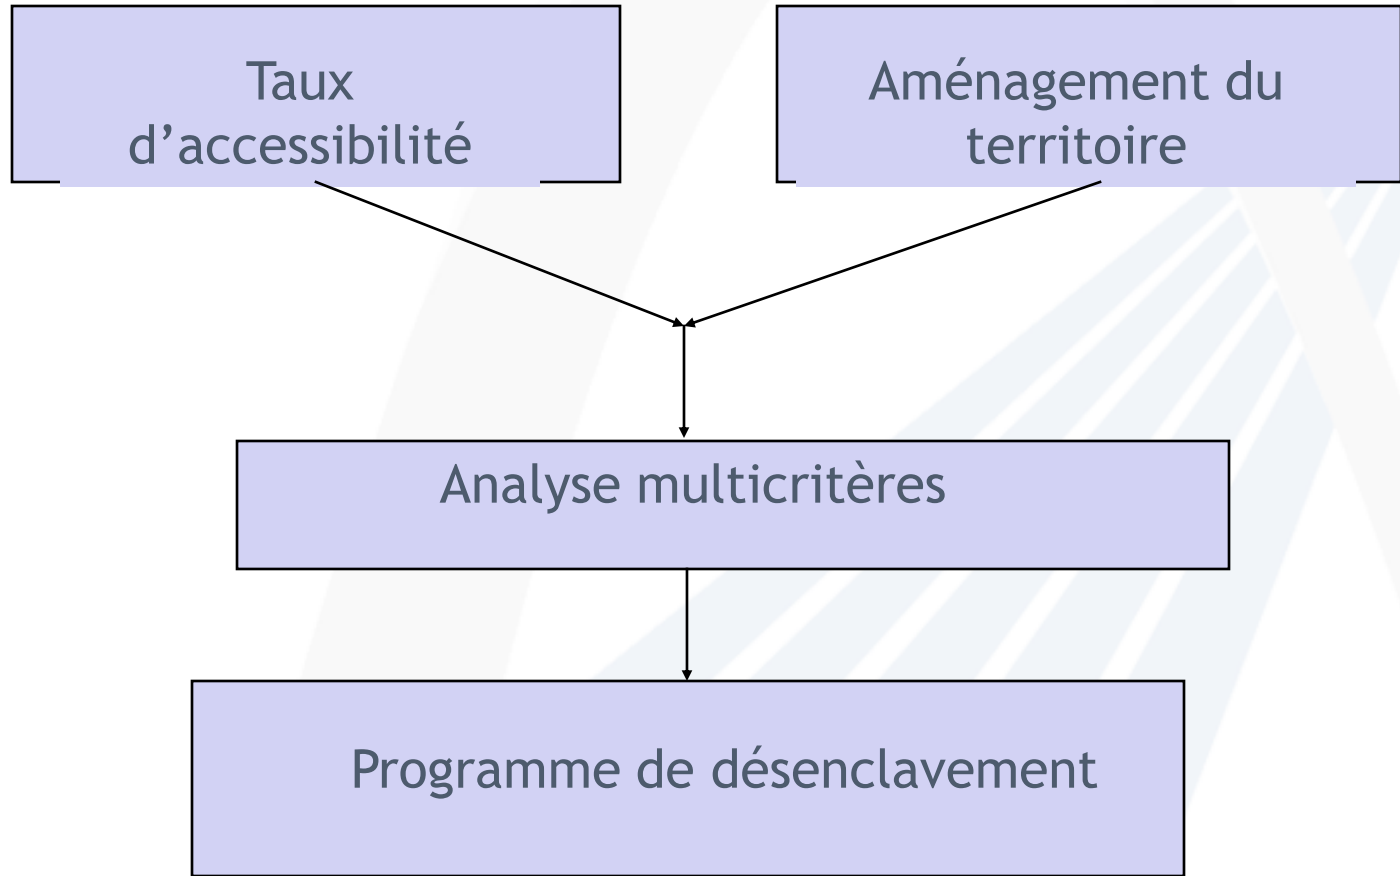 Taux
d’accessibilité
Aménagement du
territoire
Analyse multicritères
Programme de désenclavement